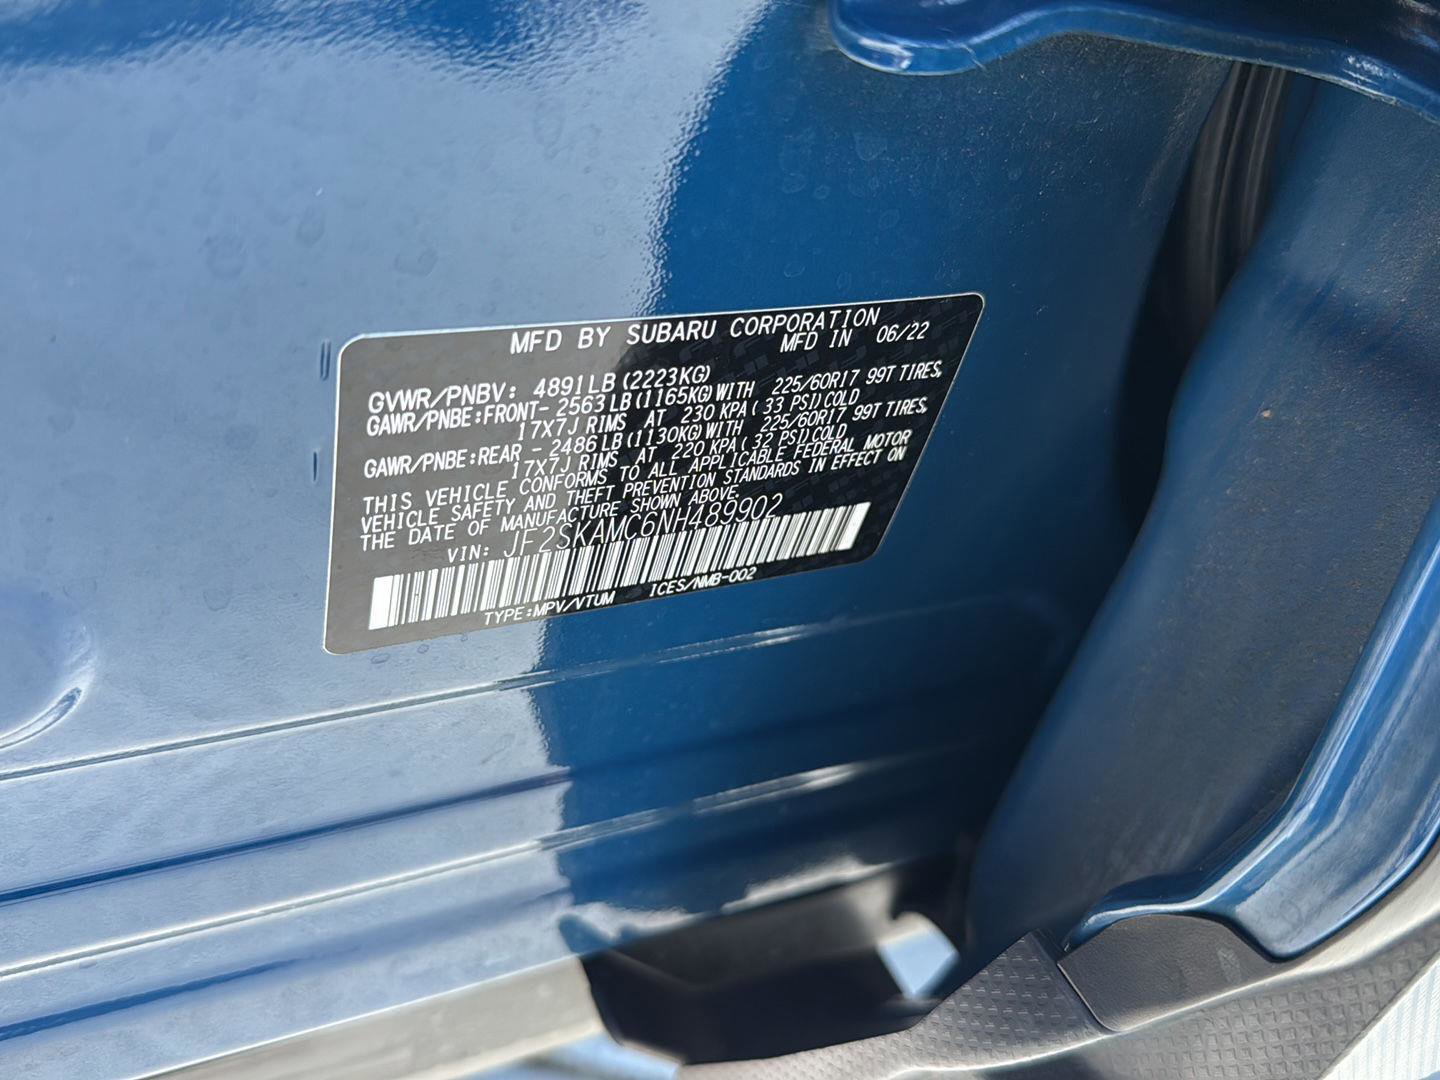 MFD BY SUBARU CORPORATION
MFD IN 06/22
GVWR/PNBV: 4891LB (2223KG)
GAWR/PNBE:FRONT- 2563LB(1165KG)WITH 225/60R17 99T TIRES,
17X7J RIMS AT 230 KPA( 33 PSI)COLD
GAWR/PNBE:REAR - 2486LB(1130KG)WITH 225/60R17 99T TIRES,
17X7J RIMS AT 220 KPA( 32 PSI)COLD
THIS VEHICLE CONFORMS TO ALL APPLICABLE FEDERAL MOTOR
VEHICLE SAFETY AND THEFT PREVENTION STANDARDS IN EFFECT ON
THE DATE OF MANUFACTURE SHOWN ABOVE.
VIN: JF2SKAMC6NH489902
TYPE:MPV/VTUM ICES/NMB-002